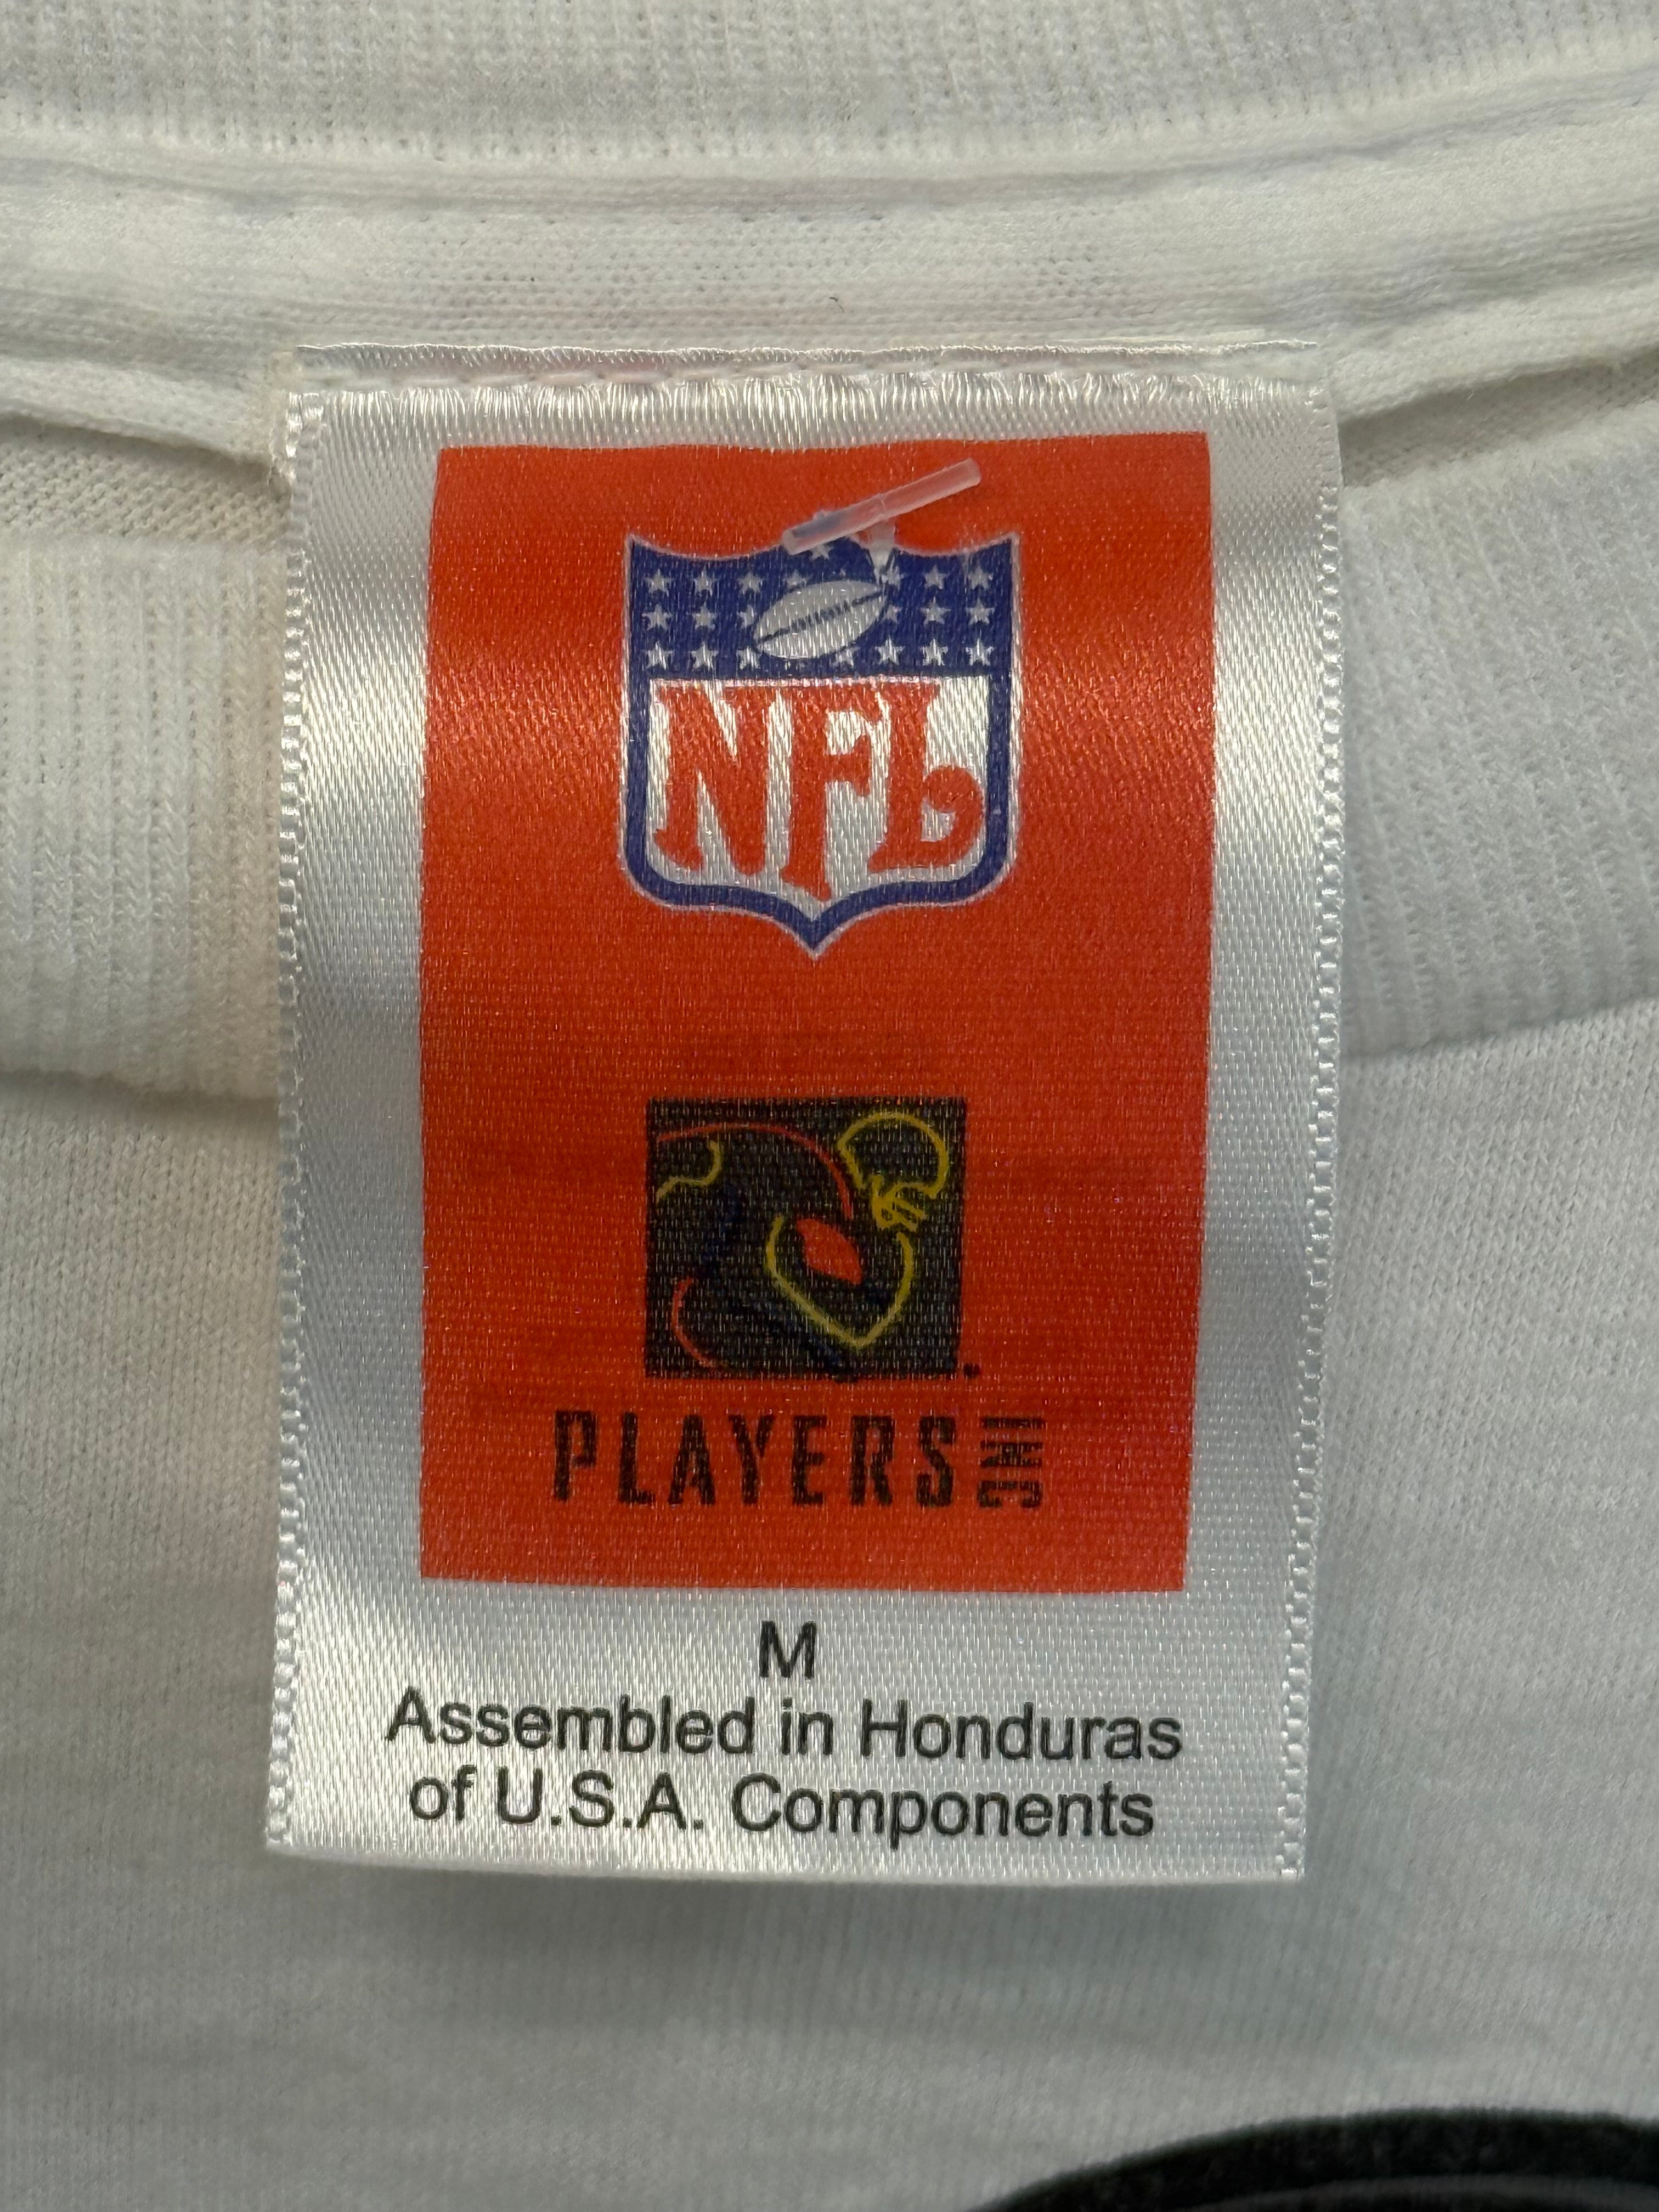 NFL
PLAYERS INC
M
Assembled in Honduras
of U.S.A. Components